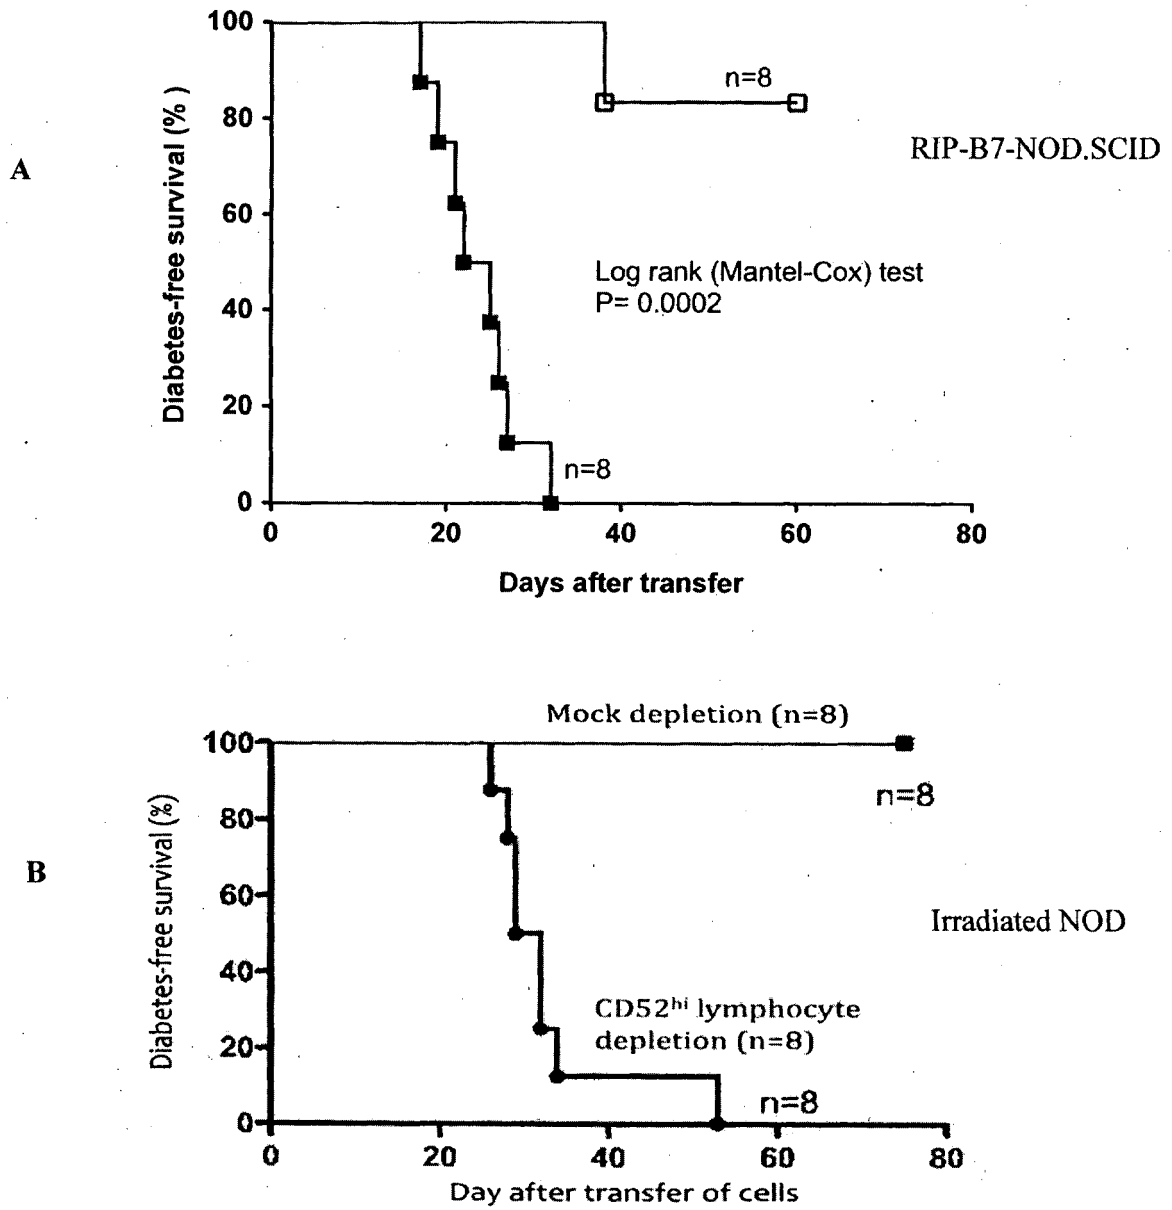 A
Diabetes-free survival (%)
100
80
60
40
20
0
n=8
RIP-B7-NOD.SCID
Log rank (Mantel-Cox) test
P= 0.0002
n=8
0 20 40 60 80
Days after transfer
B
Diabetes-free survival (%)
100
80
60
40
20
0
Mock depletion (n=8)
n=8
Irradiated NOD
CD52hi lymphocyte
depletion (n=8)
n=8
0 20 40 60 80
Day after transfer of cells